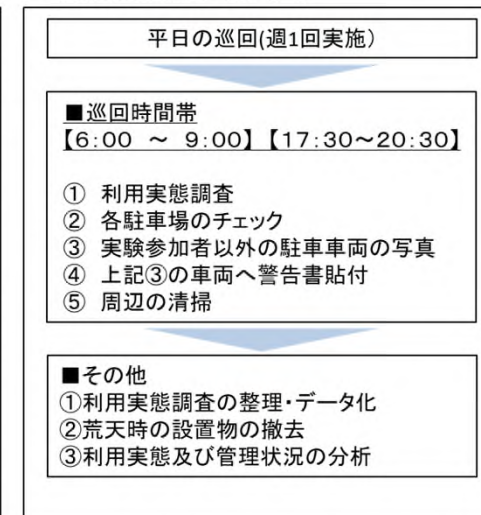 平日の巡回(週1回実施)
■巡回時間帯
【6:00 ～ 9:00】【17:30～20:30】
① 利用実態調査
② 各駐車場のチェック
③ 実験参加者以外の駐車車両の写真
④ 上記③の車両へ警告書貼付
⑤ 周辺の清掃
■その他
①利用実態調査の整理・データ化
②荒天時の設置物の撤去
③利用実態及び管理状況の分析